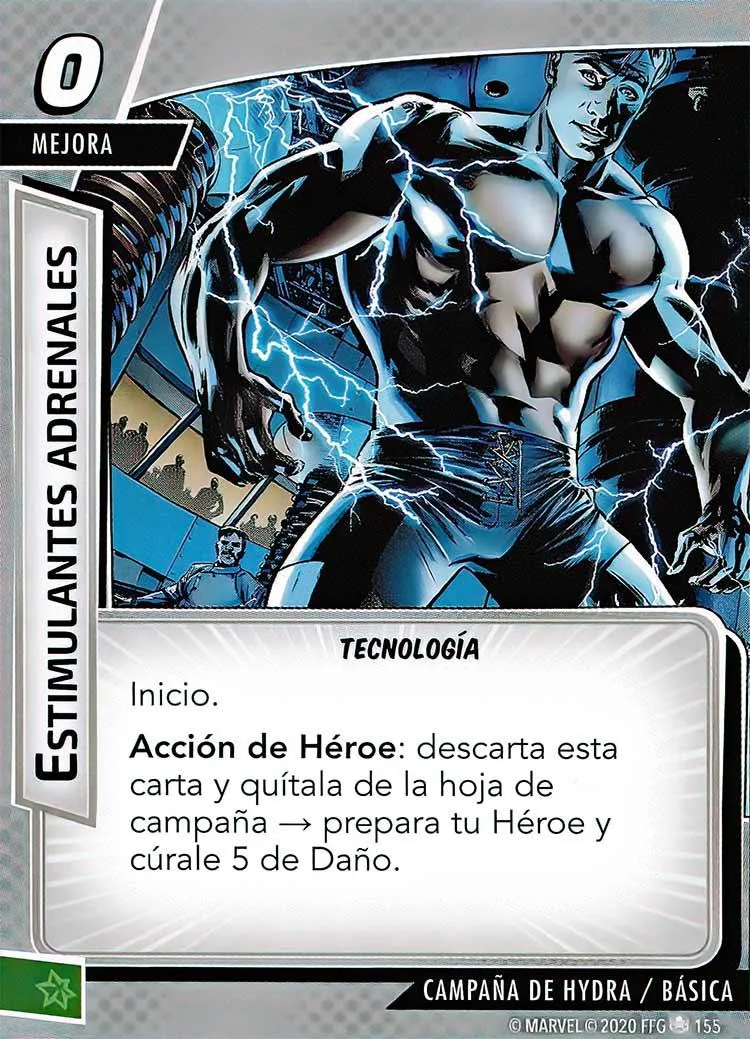 0
MEJORA
ESTIMULANTES ADRENALES
TECNOLOGÍA
Inicio.
Acción de Héroe: descarta esta
carta y quítala de la hoja de
campaña → prepara tu Héroe y
cúrale 5 de Daño.
CAMPAÑA DE HYDRA / BÁSICA
© MARVEL © 2020 FFG 155